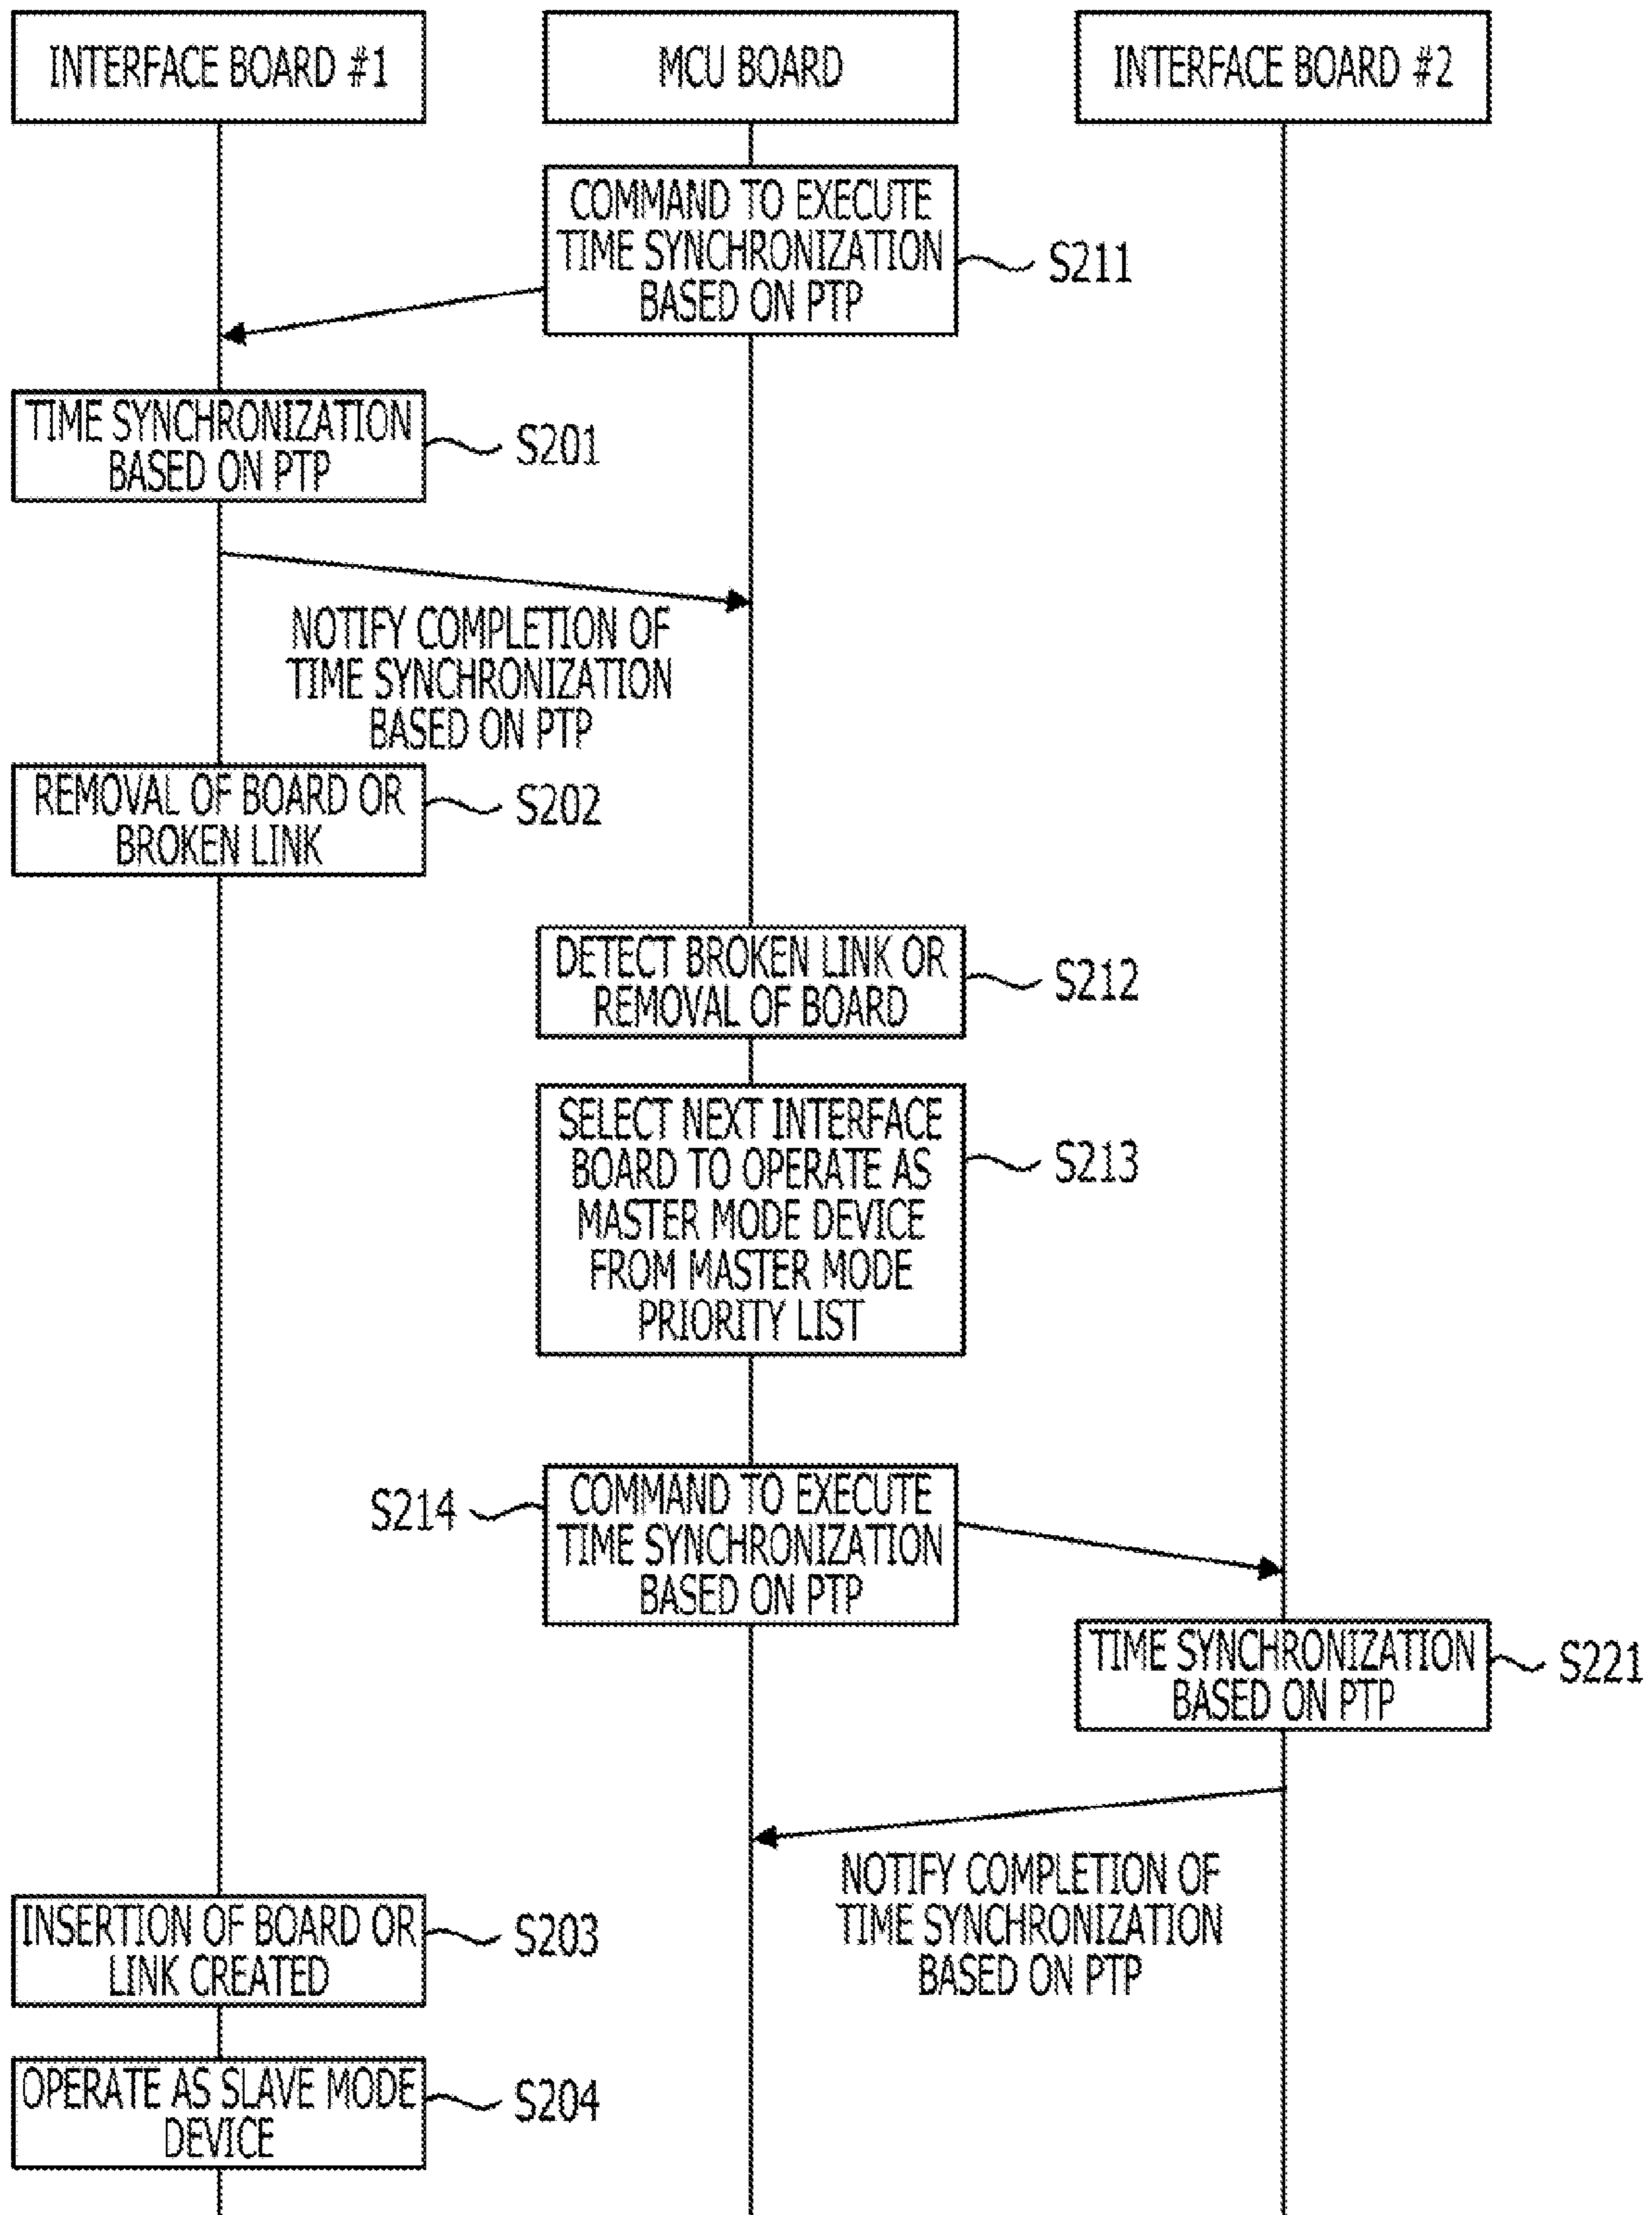 INTERFACE BOARD #1
MCU BOARD
INTERFACE BOARD #2
COMMAND TO EXECUTE
TIME SYNCHRONIZATION
BASED ON PTP
S211
TIME SYNCHRONIZATION
BASED ON PTP
S201
NOTIFY COMPLETION OF
TIME SYNCHRONIZATION
BASED ON PTP
REMOVAL OF BOARD OR
BROKEN LINK
S202
DETECT BROKEN LINK OR
REMOVAL OF BOARD
S212
SELECT NEXT INTERFACE
BOARD TO OPERATE AS
MASTER MODE DEVICE
FROM MASTER MODE
PRIORITY LIST
S213
S214
COMMAND TO EXECUTE
TIME SYNCHRONIZATION
BASED ON PTP
TIME SYNCHRONIZATION
BASED ON PTP
S221
NOTIFY COMPLETION OF
TIME SYNCHRONIZATION
BASED ON PTP
INSERTION OF BOARD OR
LINK CREATED
S203
OPERATE AS SLAVE MODE
DEVICE
S204